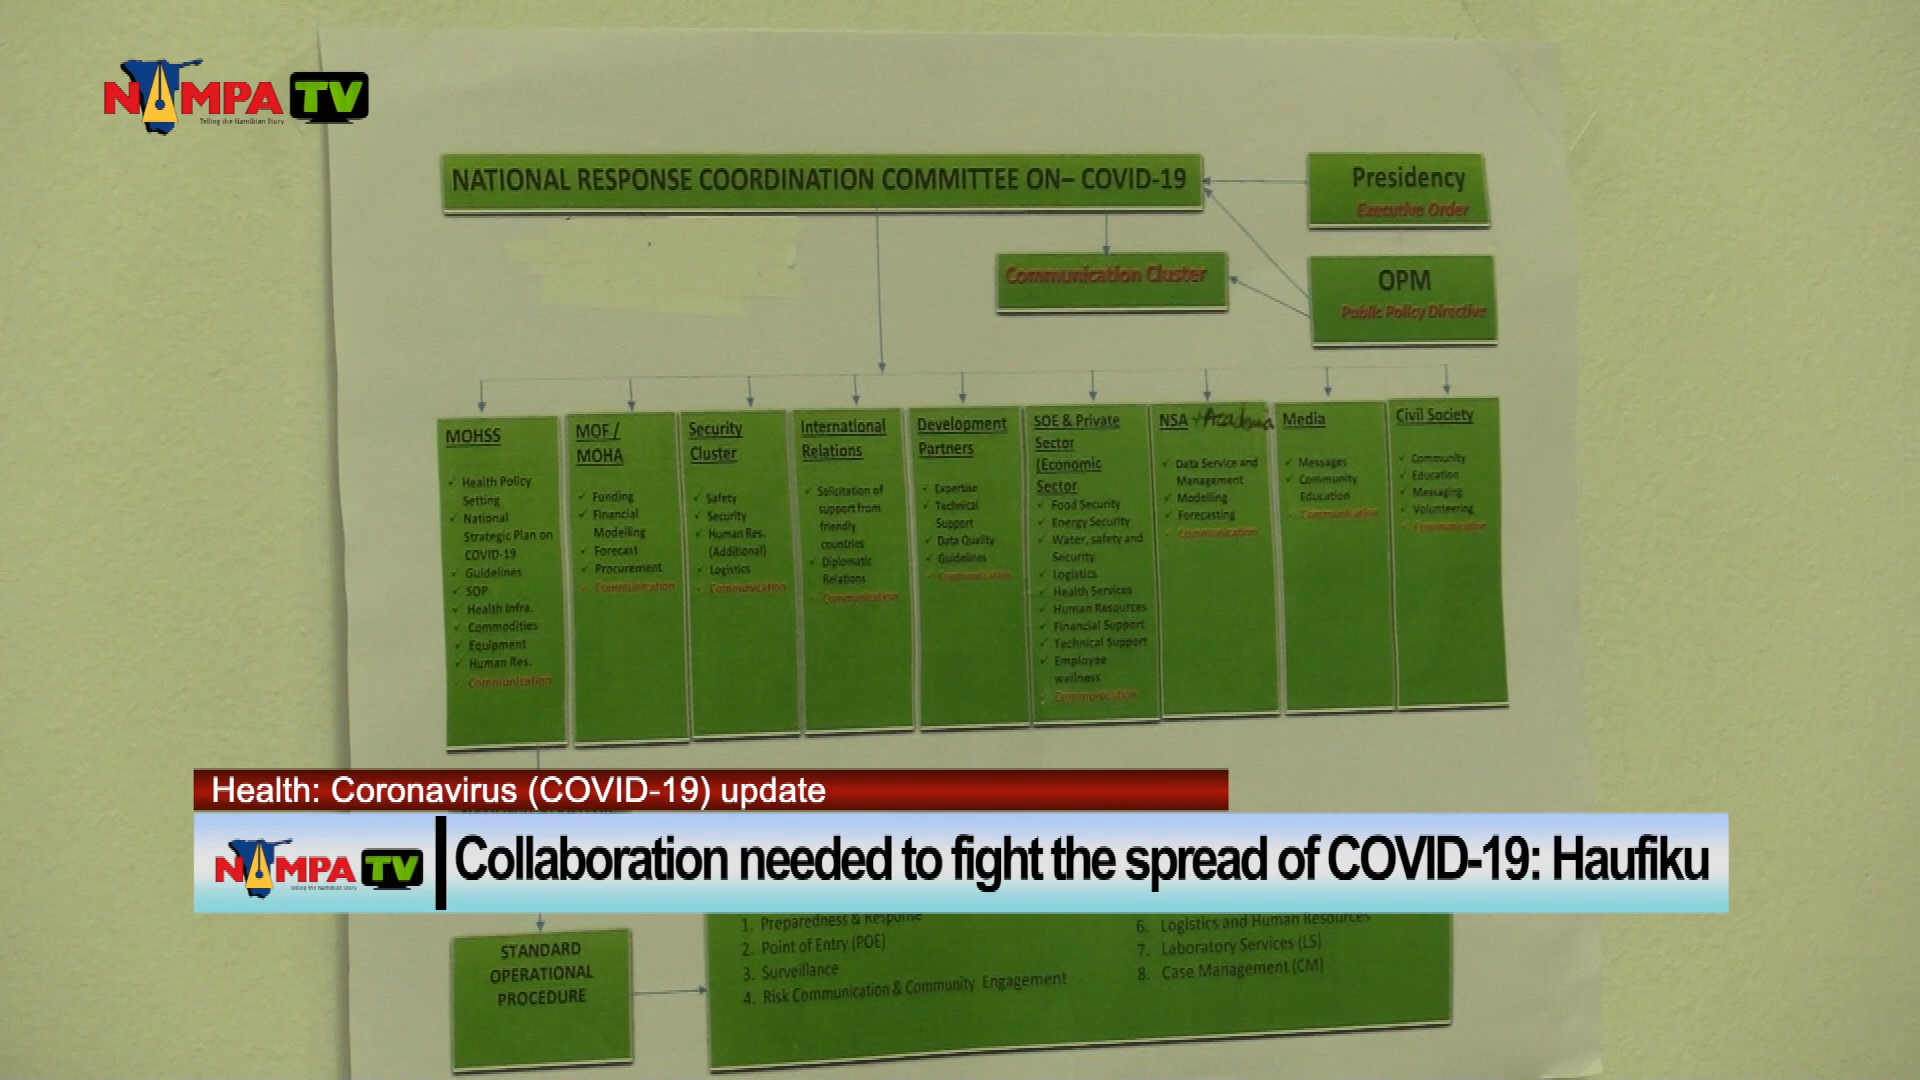 NAMPA TV
Telling the Namibian Story
NATIONAL RESPONSE COORDINATION COMMITTEE ON– COVID-19
Presidency
Executive Order
Communication Cluster
OPM
Public Policy Directive
MOHSS
✓ Health Policy
Setting
✓ National
Strategic Plan on
COVID-19
✓ Guidelines
✓ SOP
✓ Health Infra.
✓ Commodities
✓ Equipment
✓ Human Res.
✓ Communication
MOF /
MOHA
✓ Funding
✓ Financial
Modelling
✓ Forecast
✓ Procurement
✓ Communication
Security
Cluster
✓ Safety
✓ Security
✓ Human Res.
(Additional)
✓ Logistics
✓ Communication
International
Relations
✓ Solicitation of
support from
friendly
countries
✓ Diplomatic
Relations
✓ Communication
Development
Partners
✓ Expertise
✓ Technical
Support
✓ Data Quality
✓ Guidelines
✓ Communication
SOE & Private
Sector
(Economic
Sector
✓ Food Security
✓ Energy Security
✓ Water, safety and
Security
✓ Logistics
✓ Health Services
✓ Human Resources
✓ Financial Support
✓ Technical Support
✓ Employee
wellness
✓ Communication
NSA + Academia
✓ Data Service and
Management
✓ Modelling
✓ Forecasting
✓ Communication
Media
✓ Messages
✓ Community
Education
✓ Communication
Civil Society
✓ Community
✓ Education
✓ Messaging
✓ Volunteering
✓ Communication
Health: Coronavirus (COVID-19) update
NAMPA TV
Telling the Namibian Story
Collaboration needed to fight the spread of COVID-19: Haufiku
STANDARD
OPERATIONAL
PROCEDURE
1. Preparedness & Response
2. Point of Entry (POE)
3. Surveillance
4. Risk Communication & Community Engagement
6. Logistics and Human Resources
7. Laboratory Services (LS)
8. Case Management (CM)